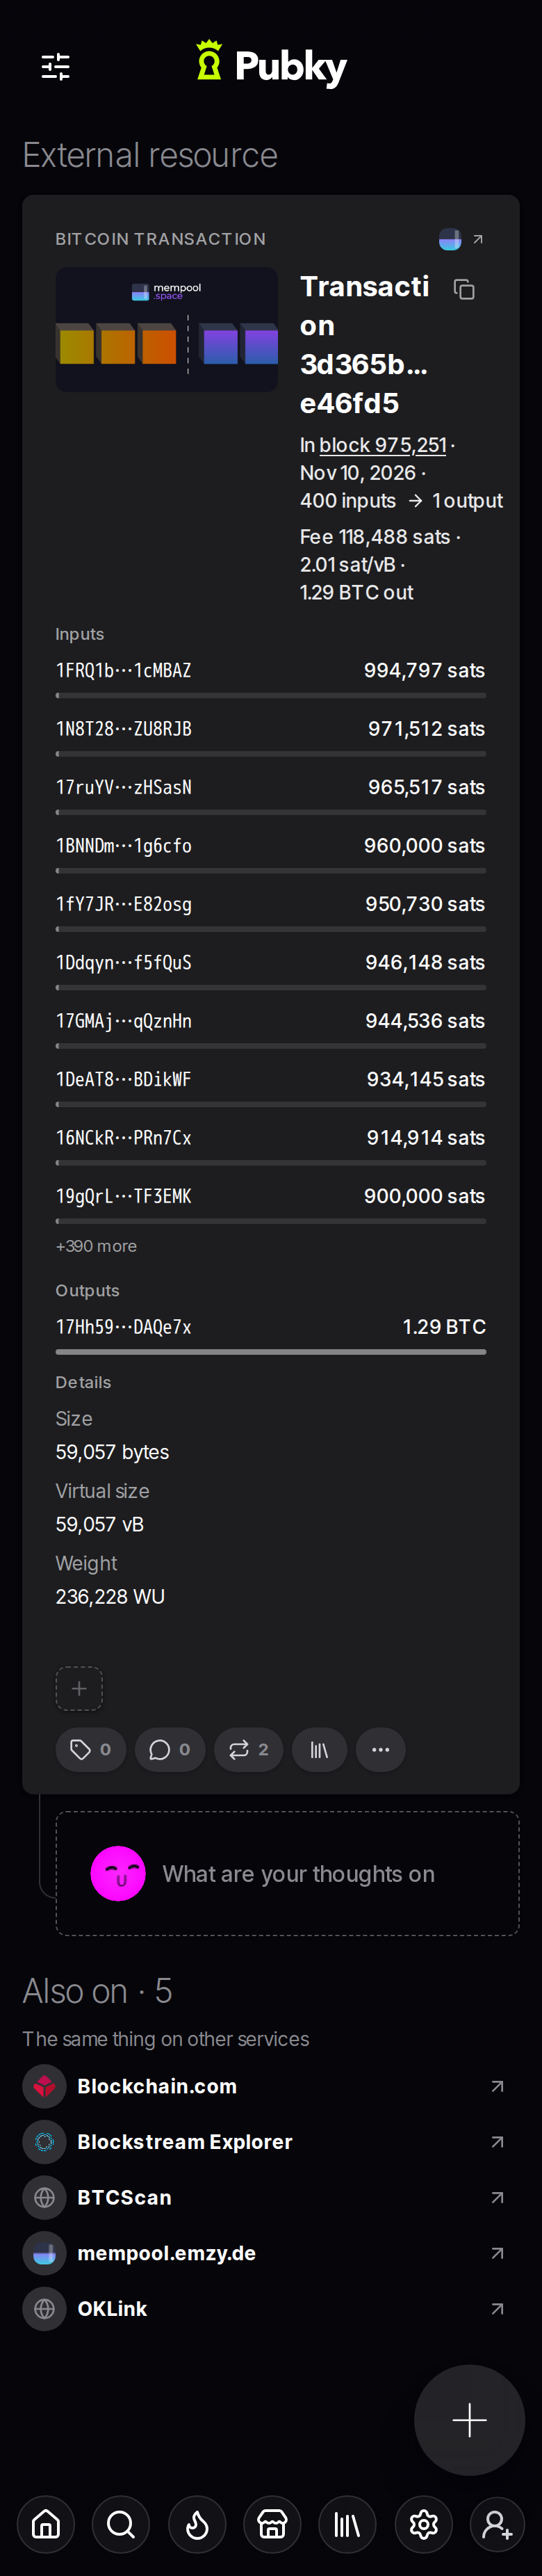 Pubky
External resource
BITCOIN TRANSACTION
mempool
.space
Transacti
on
3d365b...
e46fd5
In block 975,251 ·
Nov 10, 2026 ·
400 inputs → 1 output
Fee 118,488 sats ·
2.01 sat/vB ·
1.29 BTC out
Inputs
1FRQ1b···1cMBAZ 994,797 sats
1N8T28···ZU8RJB 971,512 sats
17ruYV···zHSasN 965,517 sats
1BNNDm···1g6cfo 960,000 sats
1fY7JR···E82osg 950,730 sats
1Ddqyn···f5fQuS 946,148 sats
17GMAj···qQznHn 944,536 sats
1DeAT8···BDikWF 934,145 sats
16NCkR···PRn7Cx 914,914 sats
19gQrL···TF3EMK 900,000 sats
+390 more
Outputs
17Hh59···DAQe7x 1.29 BTC
Details
Size
59,057 bytes
Virtual size
59,057 vB
Weight
236,228 WU
0 0 2
What are your thoughts on
Also on · 5
The same thing on other services
Blockchain.com
Blockstream Explorer
BTCScan
mempool.emzy.de
OKLink